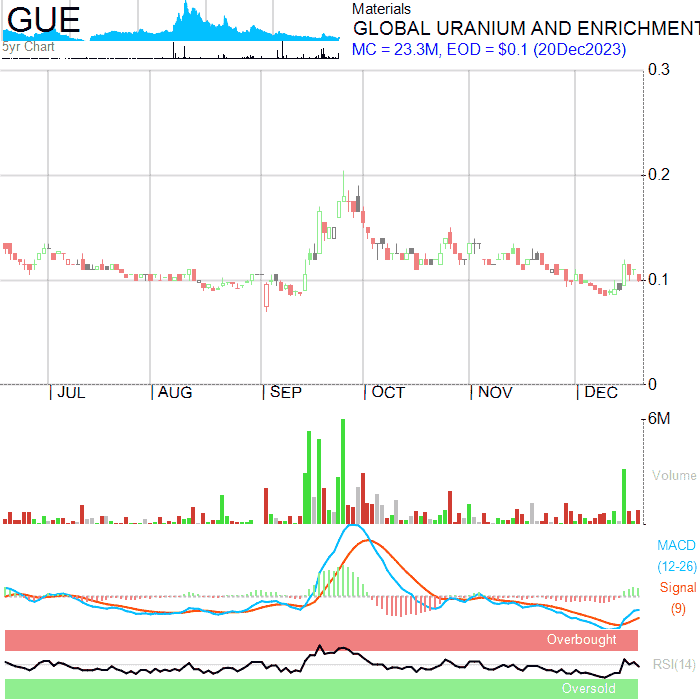 GUE
5yr Chart
Materials
GLOBAL URANIUM AND ENRICHMENT
MC = 23.3M, EOD = $0.1 (20Dec2023)
0.3
0.2
0.1
0
JUL AUG SEP OCT NOV DEC
6M
Volume
MACD
(12-26)
Signal
(9)
Overbought
RSI(14)
Oversold